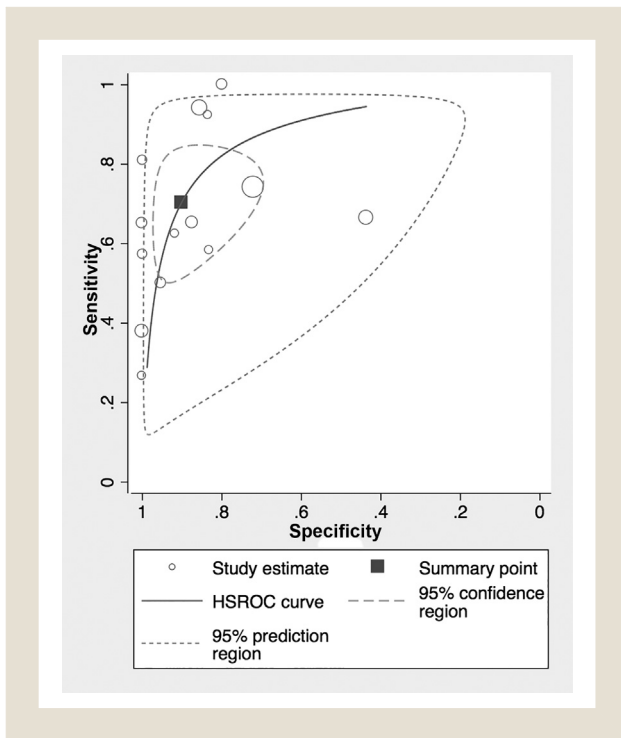 1
.8
.6
.4
.2
0
Sensitivity
1 .8 .6 .4 .2 0
Specificity
Study estimate
Summary point
HSROC curve
95% confidence
region
95% prediction
region